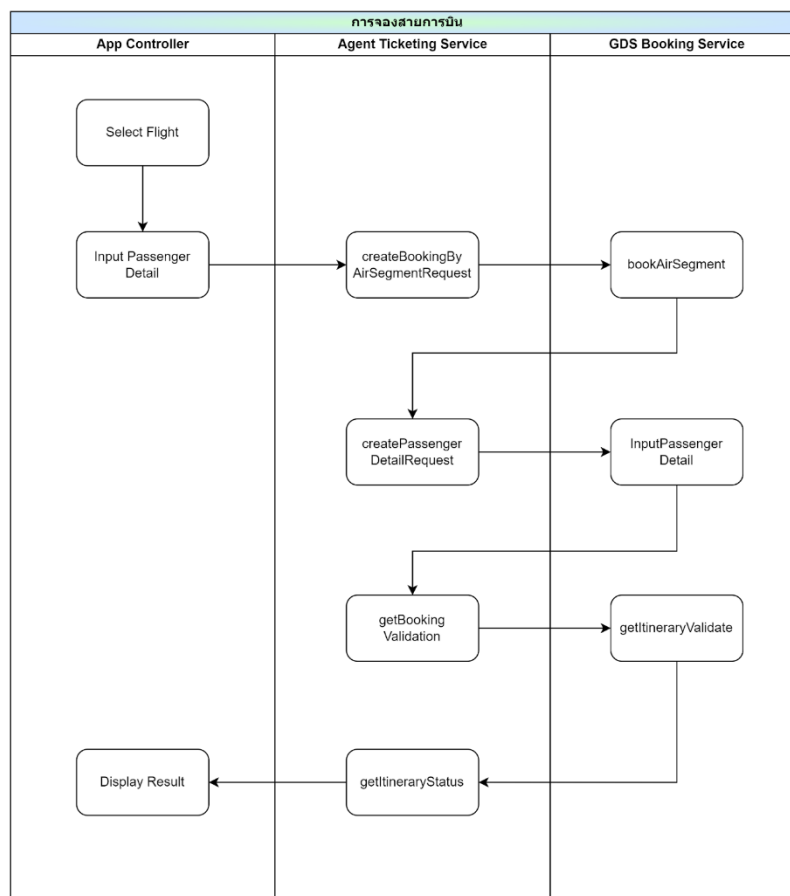 การจองสายการบิน
App Controller
Agent Ticketing Service
GDS Booking Service
Select Flight
Input Passenger
Detail
createBookingBy
AirSegmentRequest
bookAirSegment
createPassenger
DetailRequest
InputPassenger
Detail
getBooking
Validation
getItineraryValidate
Display Result
getItineraryStatus